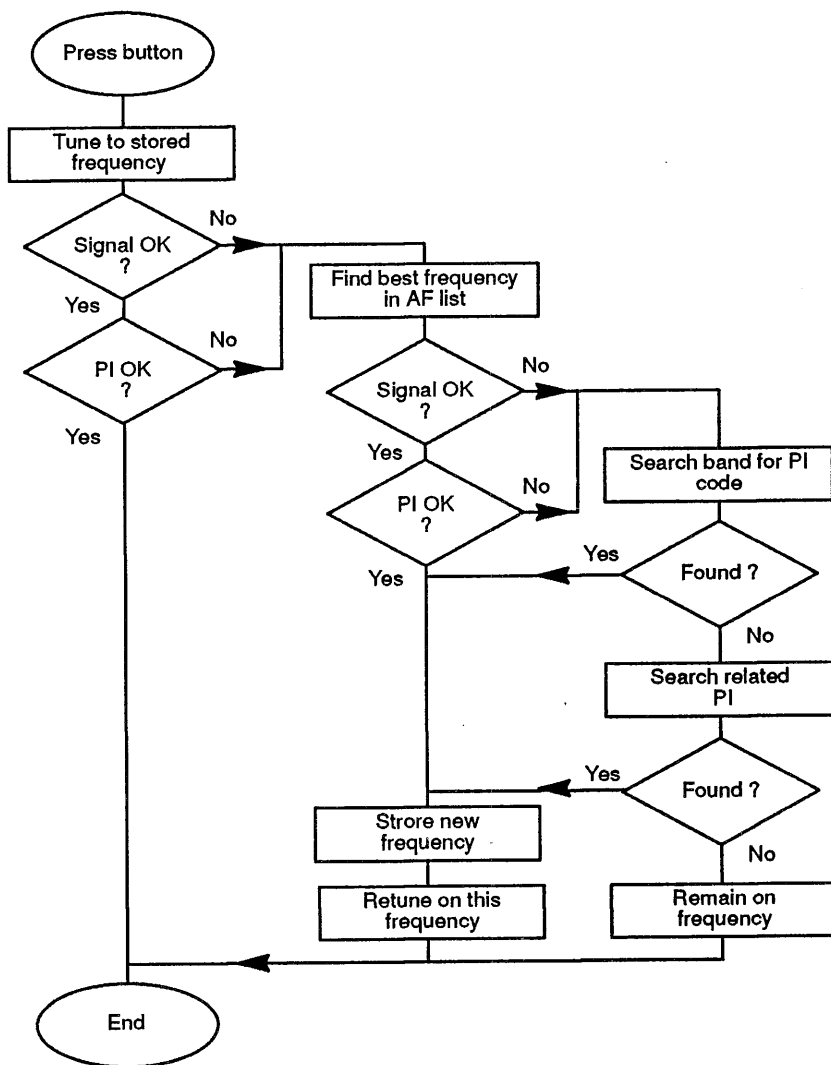 Press button
Tune to stored
frequency
Signal OK
?
No
Yes
PI OK
?
No
Yes
Find best frequency
in AF list
Signal OK
?
No
Yes
PI OK
?
No
Yes
Search band for PI
code
Found ?
Yes
No
Search related
PI
Found ?
Yes
No
Strore new
frequency
Retune on this
frequency
Remain on
frequency
End